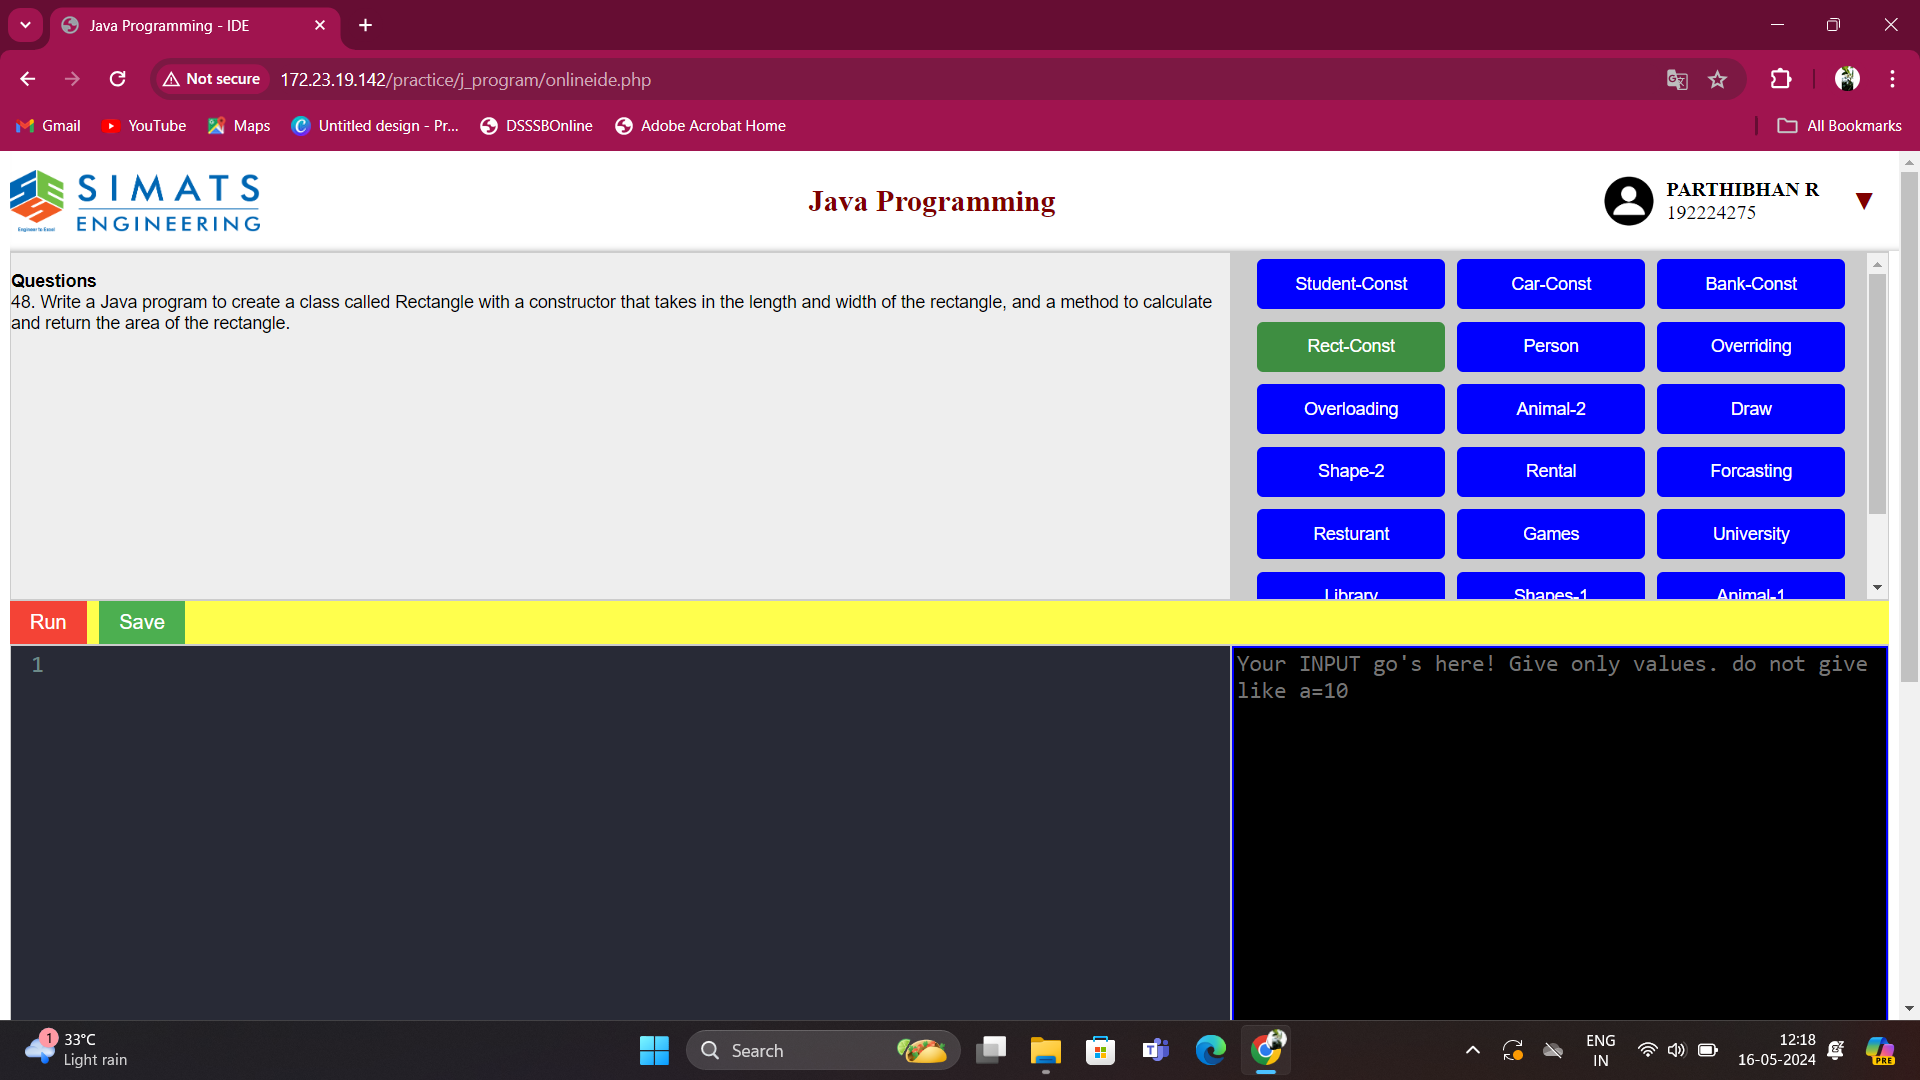 Java Programming - IDE
Not secure
172.23.19.142/practice/j_program/onlineide.php
Gmail
YouTube
Maps
Untitled design - Pr...
DSSSBOnline
Adobe Acrobat Home
All Bookmarks
SIMATS
ENGINEERING
Engineer to Excel
Java Programming
PARTHIBHAN R
192224275
Questions
48. Write a Java program to create a class called Rectangle with a constructor that takes in the length and width of the rectangle, and a method to calculate
and return the area of the rectangle.
Student-Const Car-Const Bank-Const
Rect-Const Person Overriding
Overloading Animal-2 Draw
Shape-2 Rental Forcasting
Resturant Games University
Library Shapes-1 Animal-1
Run Save
1
Your INPUT go's here! Give only values. do not give
like a=10
1
33°C
Light rain
Search
ENG
IN
12:18
16-05-2024
PRE